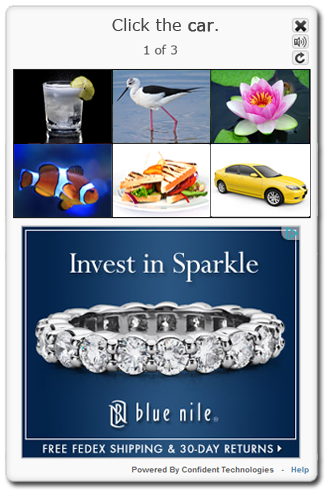 Click the car.
1 of 3
Invest in Sparkle
blue nile®
FREE FEDEX SHIPPING & 30-DAY RETURNS
Powered By Confident Technologies - Help